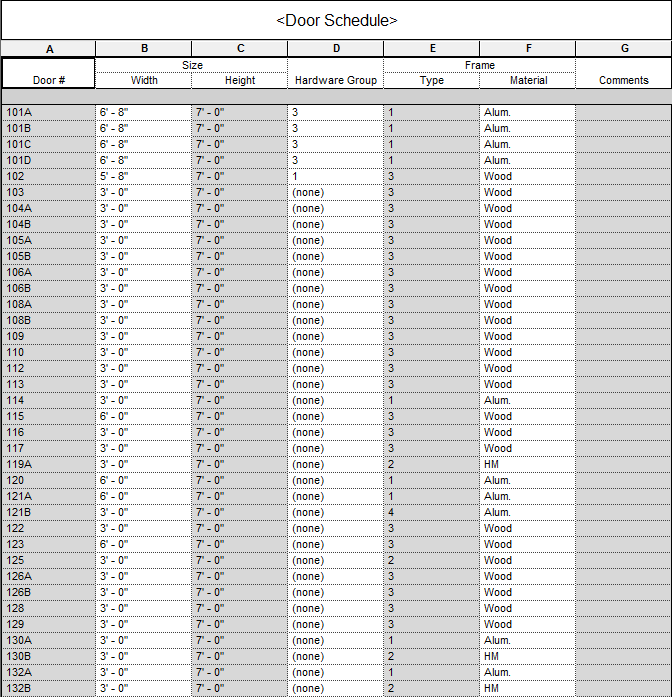 <Door Schedule>
A B C D E F G
Size Frame
Door # Width Height Hardware Group Type Material Comments
101A 6' - 8" 7' - 0" 3 1 Alum.
101B 6' - 8" 7' - 0" 3 1 Alum.
101C 6' - 8" 7' - 0" 3 1 Alum.
101D 6' - 8" 7' - 0" 3 1 Alum.
102 5' - 8" 7' - 0" 1 3 Wood
103 3' - 0" 7' - 0" (none) 3 Wood
104A 3' - 0" 7' - 0" (none) 3 Wood
104B 3' - 0" 7' - 0" (none) 3 Wood
105A 3' - 0" 7' - 0" (none) 3 Wood
105B 3' - 0" 7' - 0" (none) 3 Wood
106A 3' - 0" 7' - 0" (none) 3 Wood
106B 3' - 0" 7' - 0" (none) 3 Wood
108A 3' - 0" 7' - 0" (none) 3 Wood
108B 3' - 0" 7' - 0" (none) 3 Wood
109 3' - 0" 7' - 0" (none) 3 Wood
110 3' - 0" 7' - 0" (none) 3 Wood
112 3' - 0" 7' - 0" (none) 3 Wood
113 3' - 0" 7' - 0" (none) 3 Wood
114 3' - 0" 7' - 0" (none) 1 Alum.
115 6' - 0" 7' - 0" (none) 3 Wood
116 3' - 0" 7' - 0" (none) 3 Wood
117 3' - 0" 7' - 0" (none) 3 Wood
119A 3' - 0" 7' - 0" (none) 2 HM
120 6' - 0" 7' - 0" (none) 1 Alum.
121A 6' - 0" 7' - 0" (none) 1 Alum.
121B 3' - 0" 7' - 0" (none) 4 Alum.
122 3' - 0" 7' - 0" (none) 3 Wood
123 6' - 0" 7' - 0" (none) 3 Wood
125 3' - 0" 7' - 0" (none) 2 Wood
126A 3' - 0" 7' - 0" (none) 3 Wood
126B 3' - 0" 7' - 0" (none) 3 Wood
128 3' - 0" 7' - 0" (none) 3 Wood
129 3' - 0" 7' - 0" (none) 3 Wood
130A 3' - 0" 7' - 0" (none) 1 Alum.
130B 3' - 0" 7' - 0" (none) 2 HM
132A 3' - 0" 7' - 0" (none) 1 Alum.
132B 3' - 0" 7' - 0" (none) 2 HM